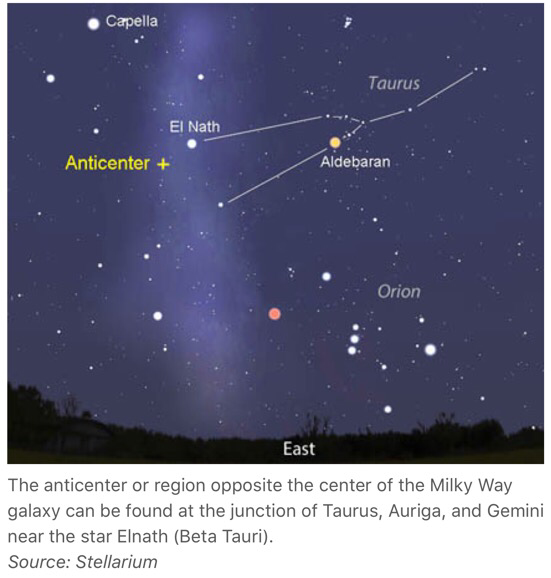 Capella
Taurus
El Nath
Anticenter +
Aldebaran
Orion
East
The anticenter or region opposite the center of the Milky Way
galaxy can be found at the junction of Taurus, Auriga, and Gemini
near the star Elnath (Beta Tauri).
Source: Stellarium